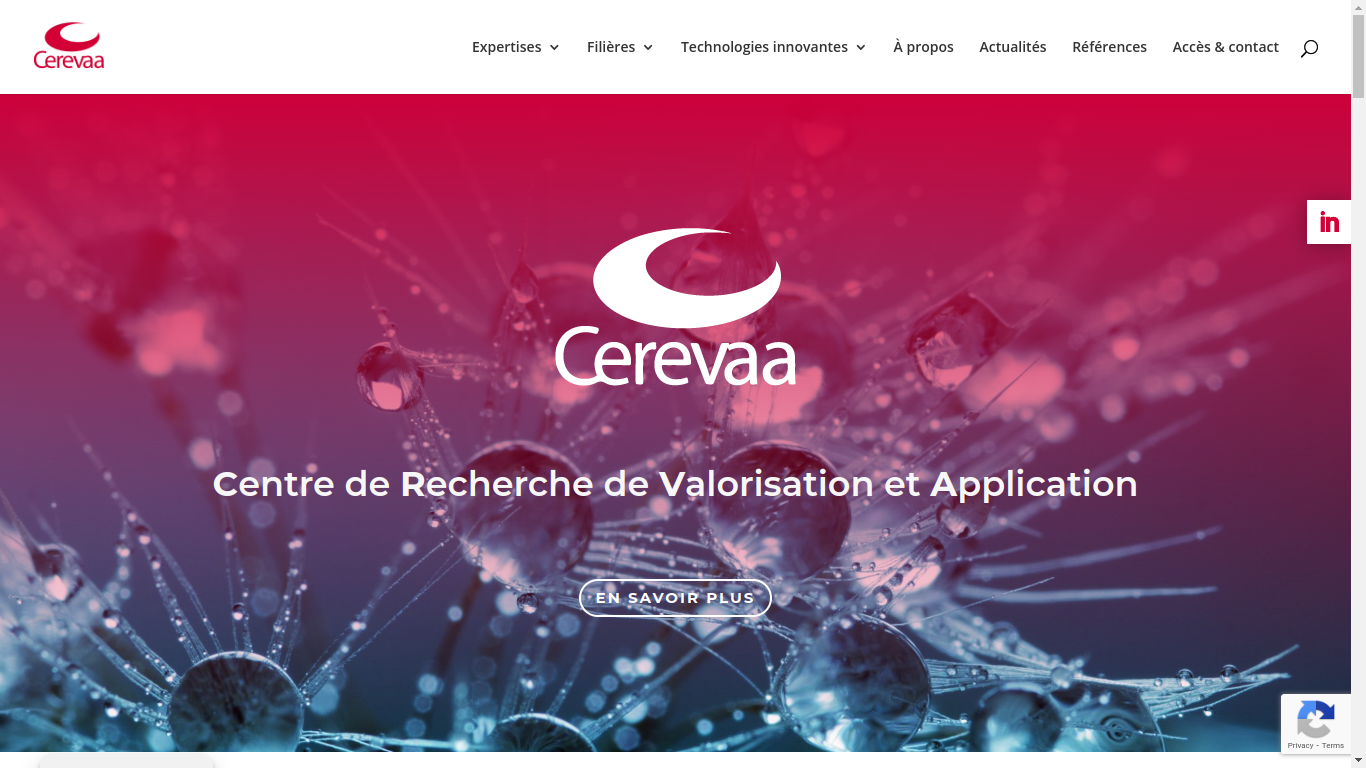 Cerevaa
Expertises
Filières
Technologies innovantes
À propos
Actualités
Références
Accès & contact
in
Cerevaa
Centre de Recherche de Valorisation et Application
EN SAVOIR PLUS
Privacy - Terms